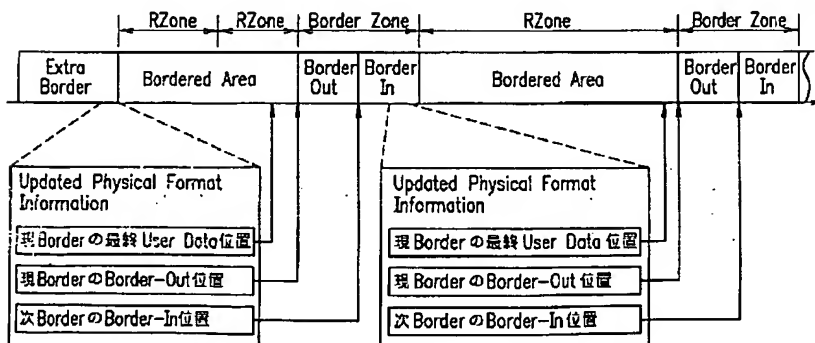 RZone RZone Border Zone RZone Border Zone
Extra Border
Bordered Area
Border Out
Border In
Bordered Area
Border Out
Border In
Updated Physical Format
Information
現Borderの最終User Data位置
現BorderのBorder-Out位置
次BorderのBorder-In位置
Updated Physical Format
Information
現Borderの最終User Data位置
現BorderのBorder-Out位置
次BorderのBorder-In位置